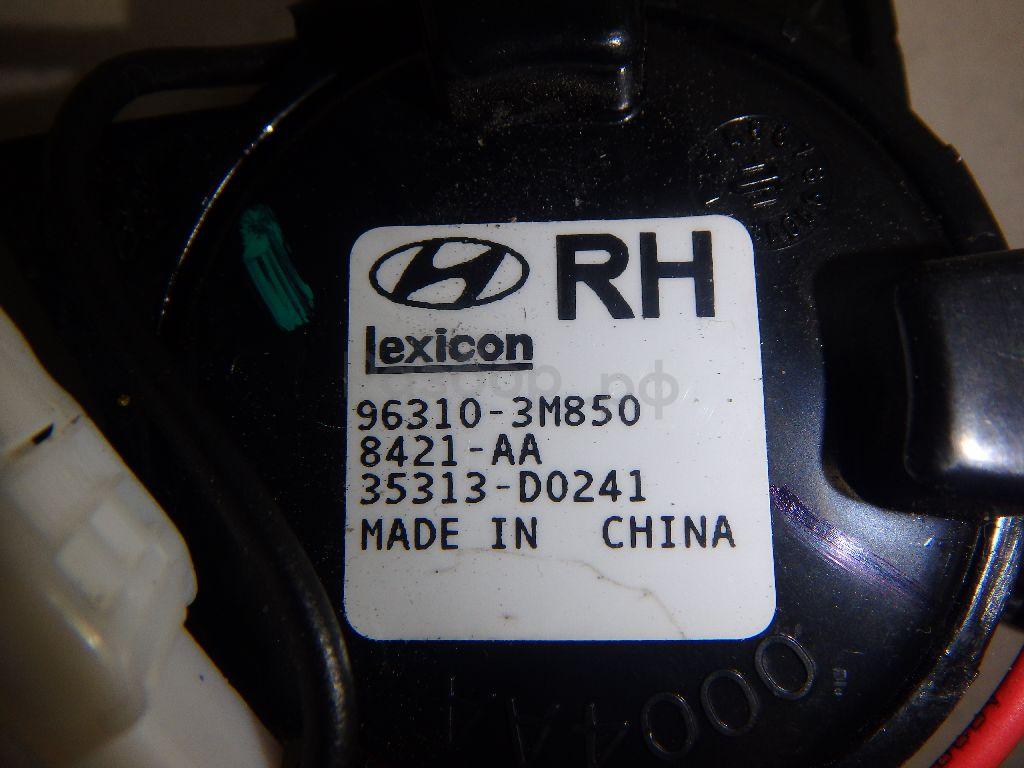 RH
lexicon
96310-3M850
8421-AA
35313-D0241
MADE IN CHINA